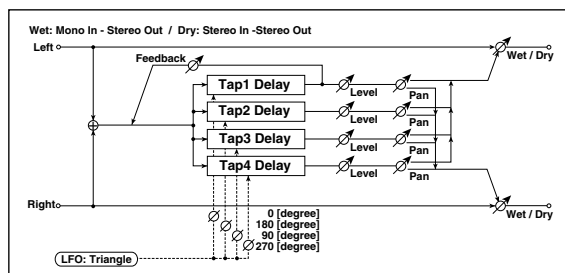 Wet: Mono In - Stereo Out / Dry: Stereo In -Stereo Out
Left
Wet / Dry
Feedback
Tap1 Delay
Level
Pan
Tap2 Delay
Level
Pan
Tap3 Delay
Level
Pan
Tap4 Delay
Level
Pan
Right
Wet / Dry
0 [degree]
180 [degree]
90 [degree]
270 [degree]
LFO: Triangle